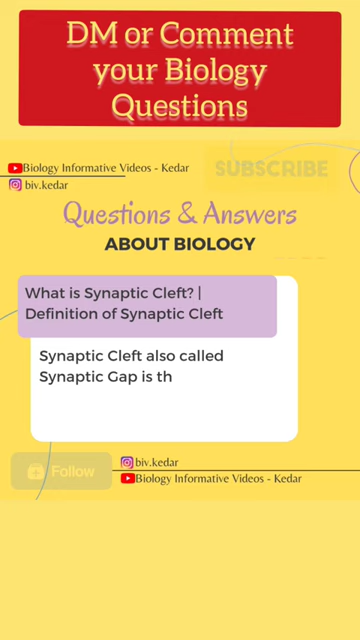 DM or Comment
your Biology
Questions
Biology Informative Videos - Kedar
SUBSCRIBE
biv.kedar
Questions & Answers
ABOUT BIOLOGY
What is Synaptic Cleft? |
Definition of Synaptic Cleft
Synaptic Cleft also called
Synaptic Gap is th
biv.kedar
Follow
Biology Informative Videos - Kedar